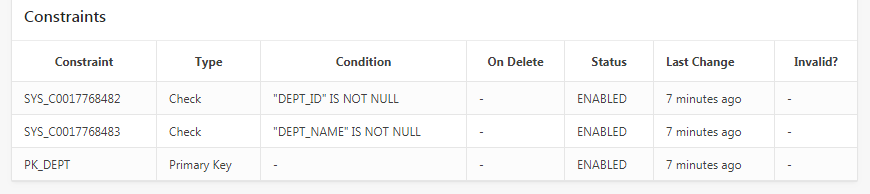 Constraints
Constraint Type Condition On Delete Status Last Change Invalid?
SYS_C0017768482 Check "DEPT_ID" IS NOT NULL - ENABLED 7 minutes ago -
SYS_C0017768483 Check "DEPT_NAME" IS NOT NULL - ENABLED 7 minutes ago -
PK_DEPT Primary Key - - ENABLED 7 minutes ago -